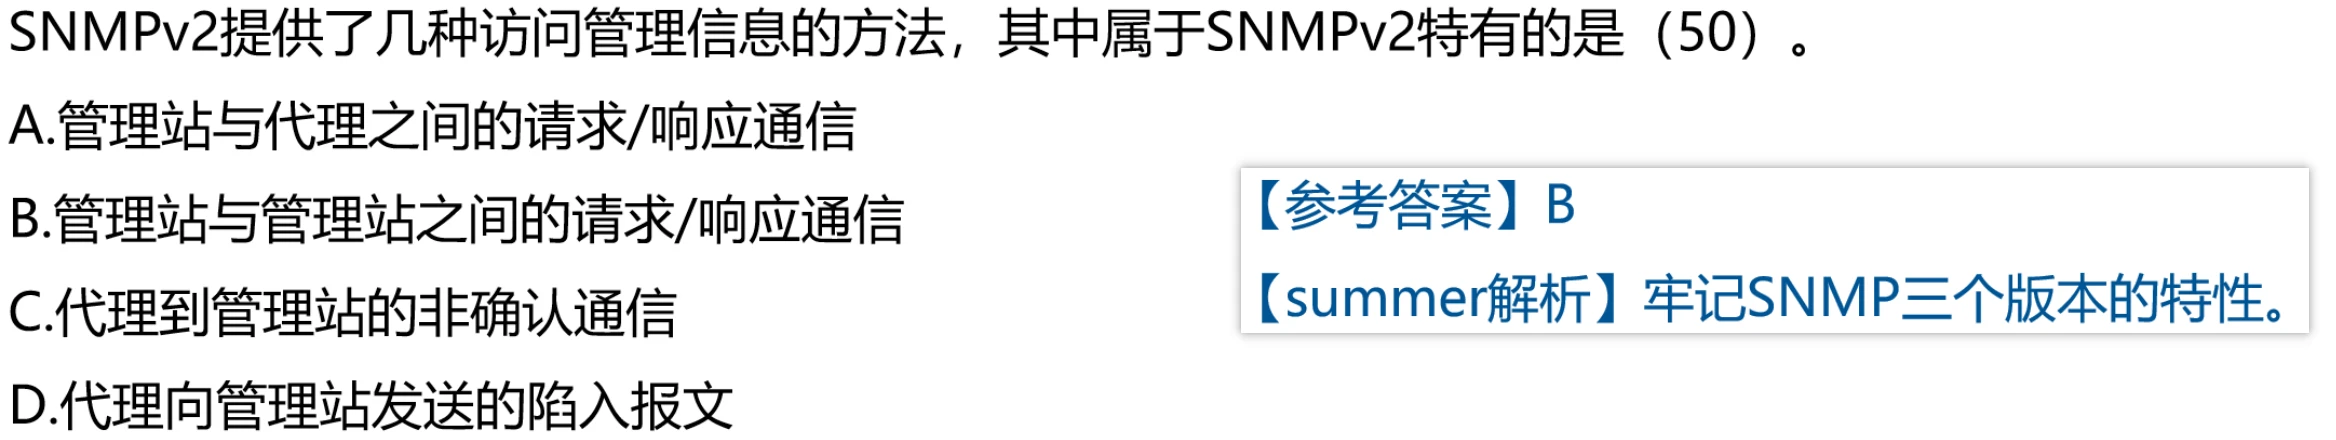 SNMPv2提供了几种访问管理信息的方法，其中属于SNMPv2特有的是（50）。
A.管理站与代理之间的请求/响应通信
B.管理站与管理站之间的请求/响应通信
C.代理到管理站的非确认通信
D.代理向管理站发送的陷入报文
【参考答案】B
【summer解析】牢记SNMP三个版本的特性。